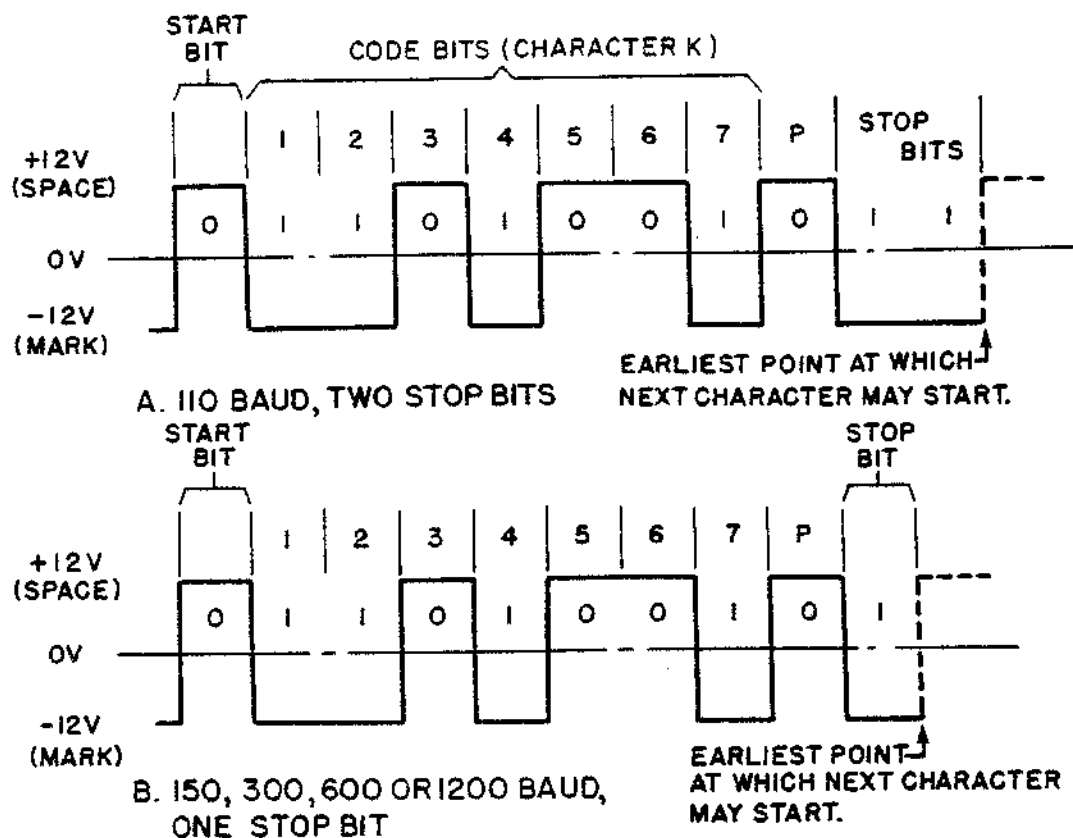 START
BIT
CODE BITS (CHARACTER K)
1 2 3 4 5 6 7 P STOP
BITS
+12V
(SPACE)
0 1 1 0 1 0 0 1 0 1 1
0V
-12V
(MARK)
EARLIEST POINT AT WHICH
NEXT CHARACTER MAY START.
A. 110 BAUD, TWO STOP BITS
START
BIT
STOP
BIT
1 2 3 4 5 6 7 P
+12V
(SPACE)
0 1 1 0 1 0 0 1 0 1
0V
-12V
(MARK)
EARLIEST POINT
AT WHICH NEXT CHARACTER
MAY START.
B. 150, 300, 600 OR 1200 BAUD,
ONE STOP BIT